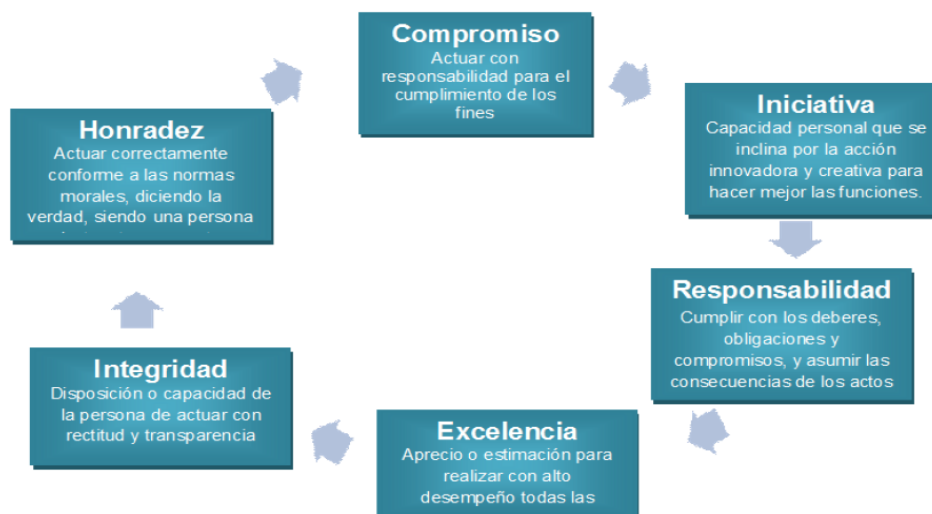 Compromiso
Actuar con
responsabilidad para el
cumplimiento de los
fines
Iniciativa
Capacidad personal que se
inclina por la acción
innovadora y creativa para
hacer mejor las funciones.
Responsabilidad
Cumplir con los deberes,
obligaciones y
compromisos, y asumir las
consecuencias de los actos
Excelencia
Aprecio o estimación para
realizar con alto
desempeño todas las
Integridad
Disposición o capacidad de
la persona de actuar con
rectitud y transparencia
Honradez
Actuar correctamente
conforme a las normas
morales, diciendo la
verdad, siendo una persona